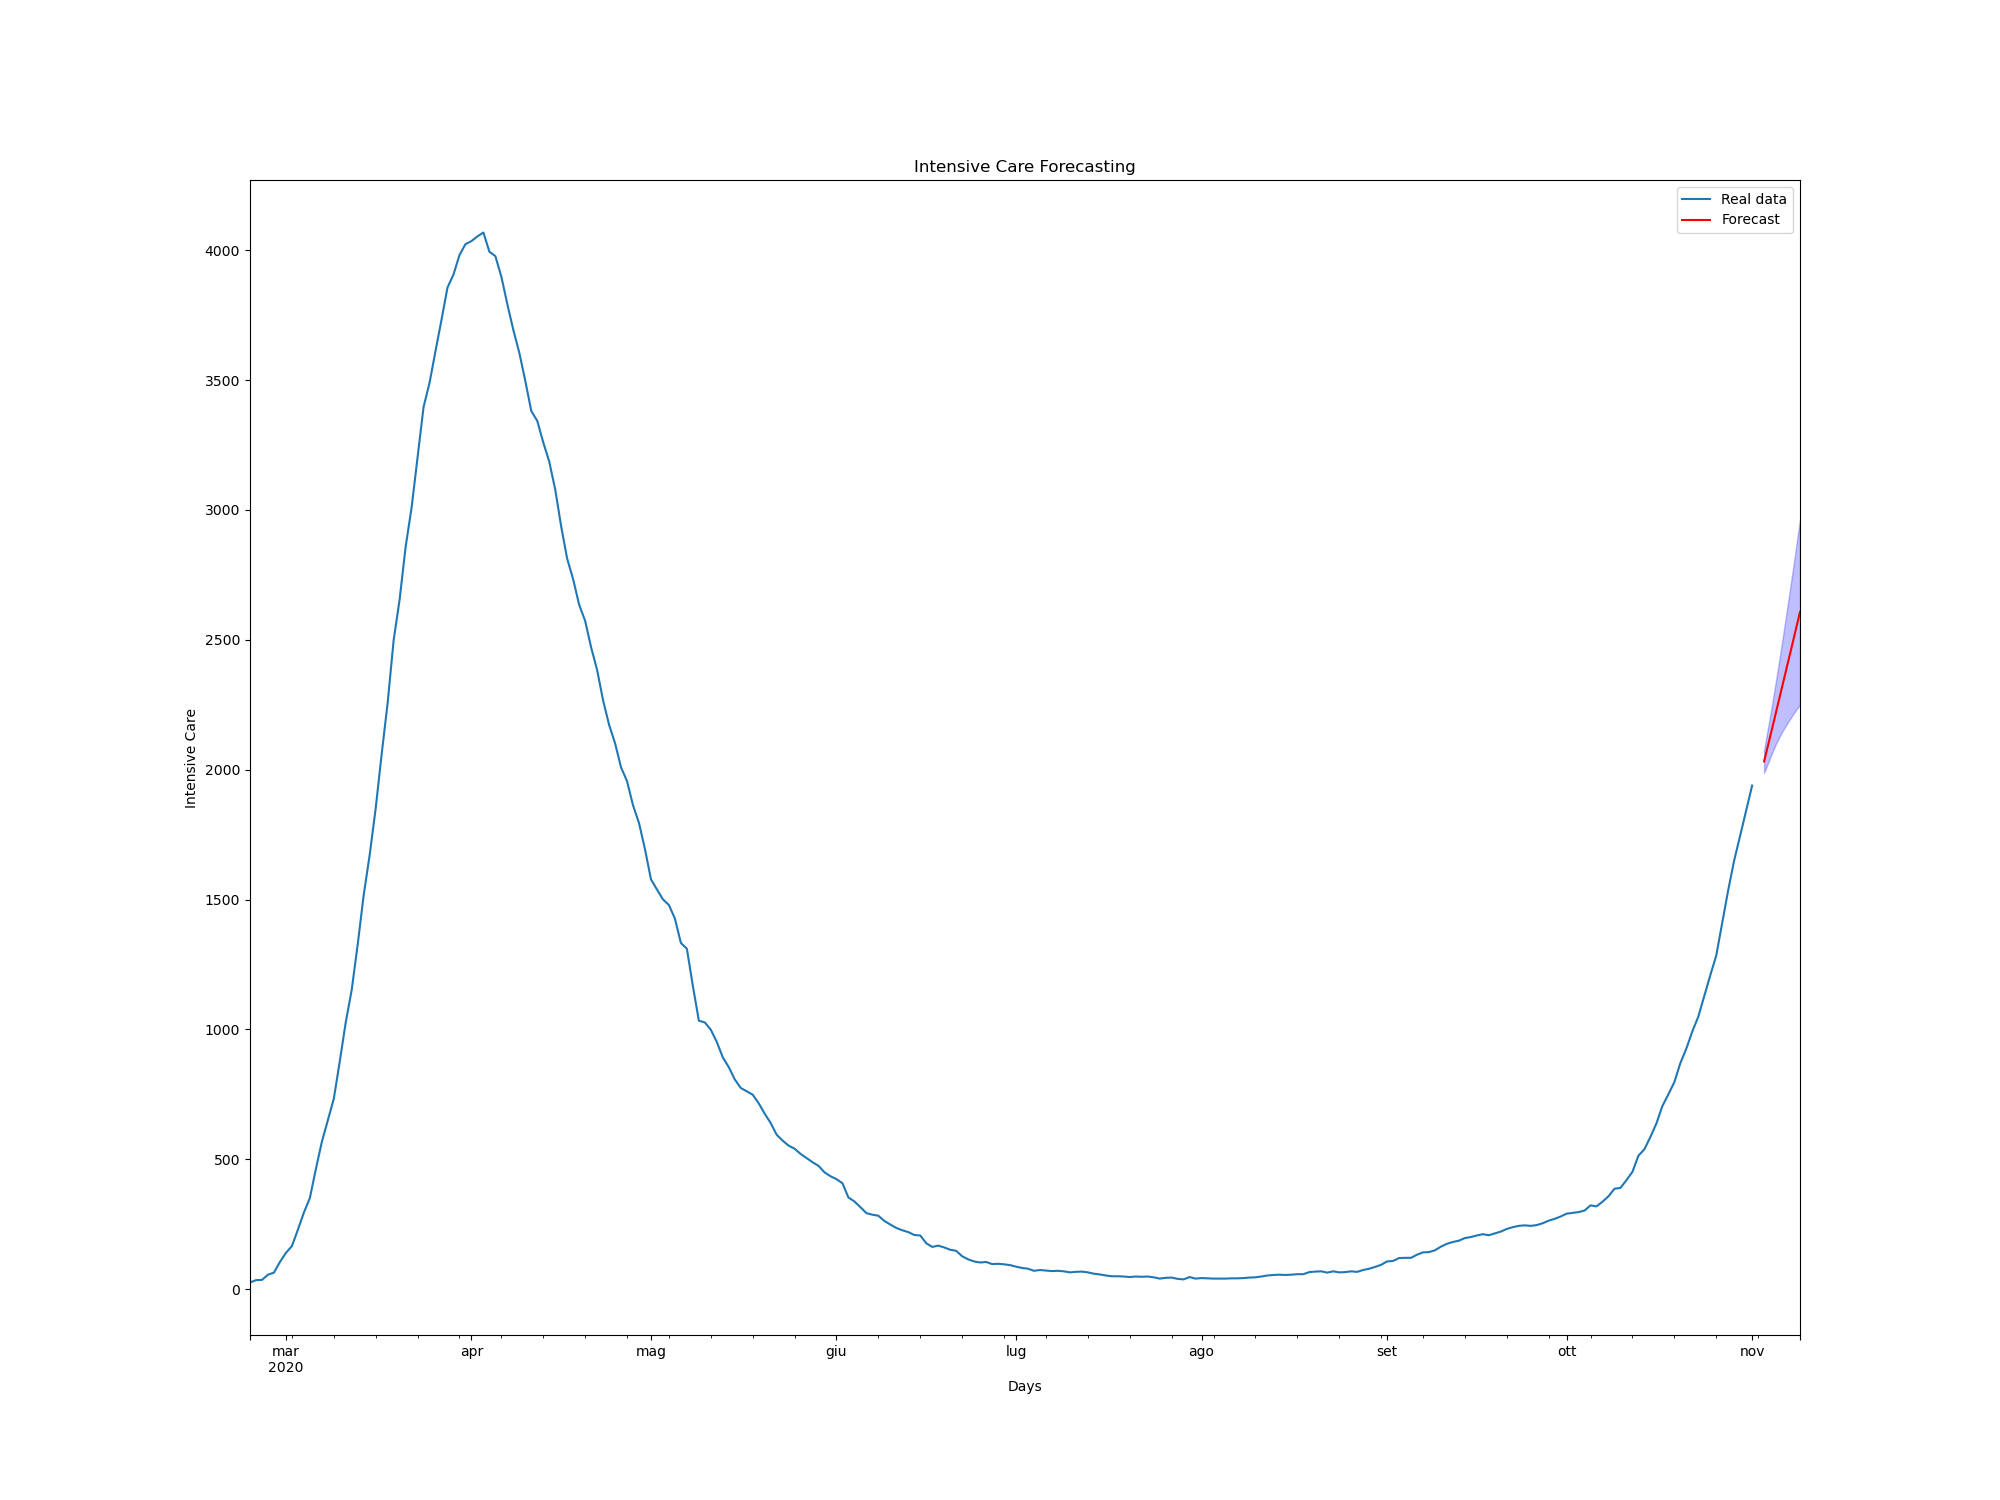 Intensive Care Forecasting
Real data
Forecast
4000
3500
3000
2500
2000
1500
1000
500
0
Intensive Care
mar apr mag giu lug ago set ott nov
2020
Days